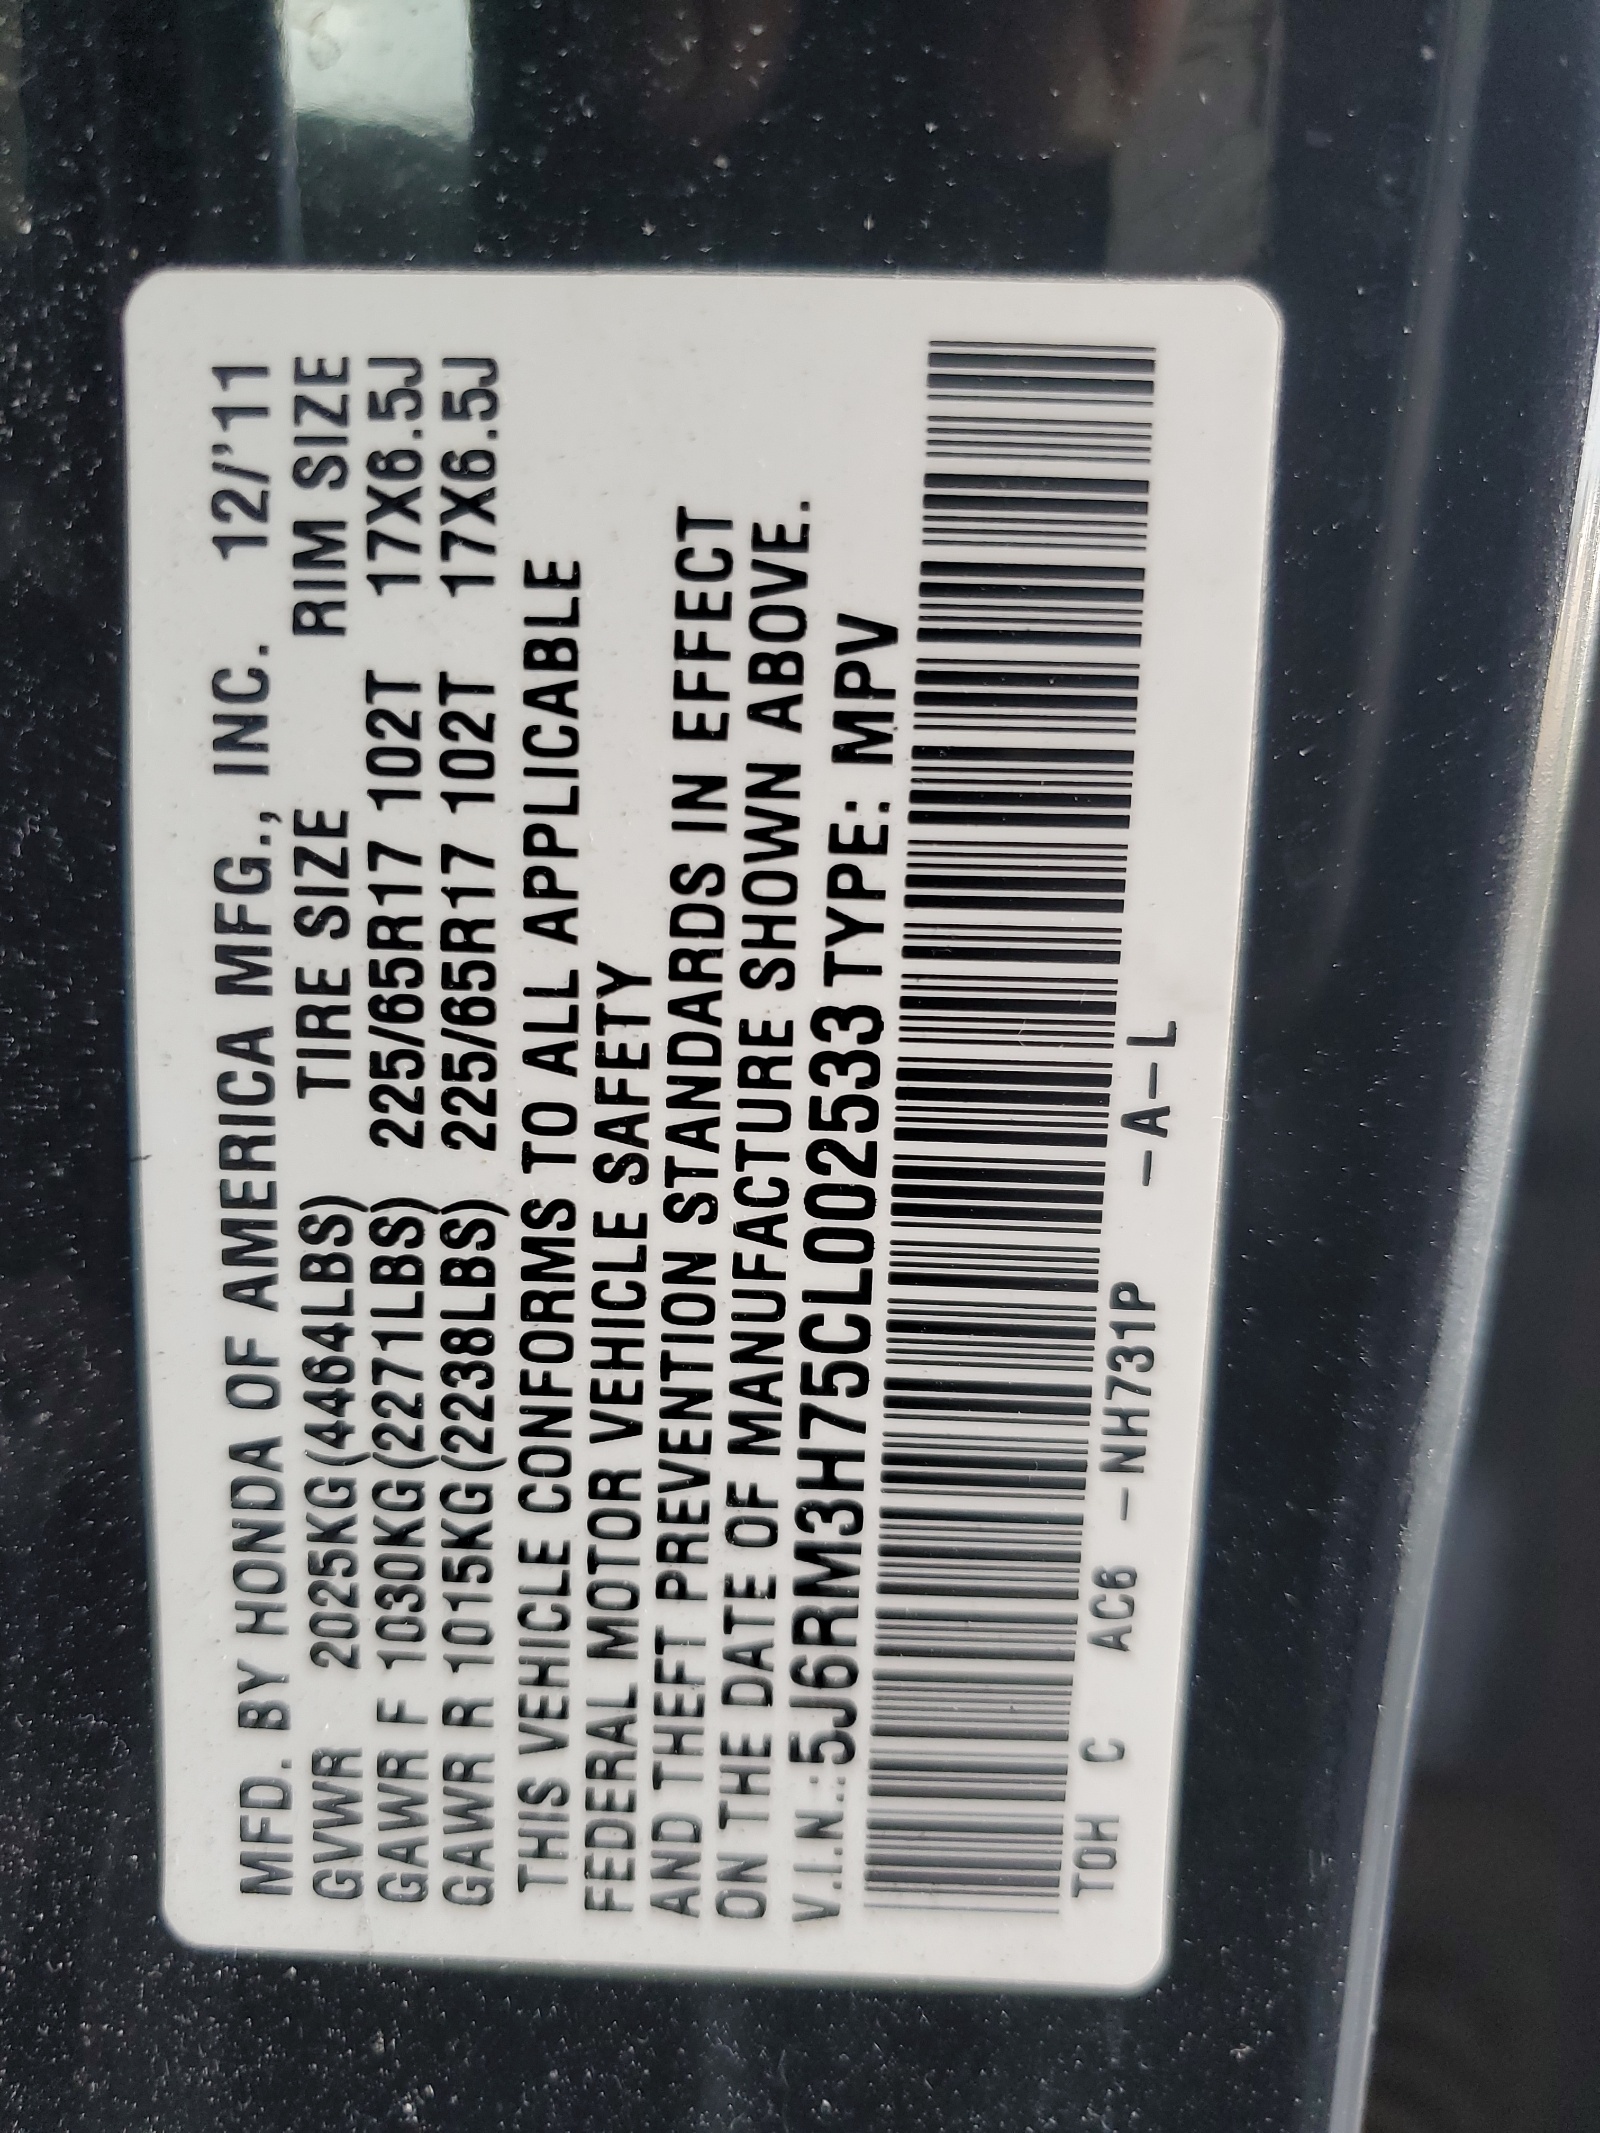 MFD. BY HONDA OF AMERICA MFG., INC. 12/'11
GVWR 2025KG(4464LBS) TIRE SIZE RIM SIZE
GAWR F 1030KG(2271LBS) 225/65R17 102T 17X6.5J
GAWR R 1015KG(2238LBS) 225/65R17 102T 17X6.5J
THIS VEHICLE CONFORMS TO ALL APPLICABLE
FEDERAL MOTOR VEHICLE SAFETY
AND THEFT PREVENTION STANDARDS IN EFFECT
ON THE DATE OF MANUFACTURE SHOWN ABOVE.
V.I.N.:5J6RM3H75CL002533 TYPE: MPV
TOH C AC6 -NH731P -A-L